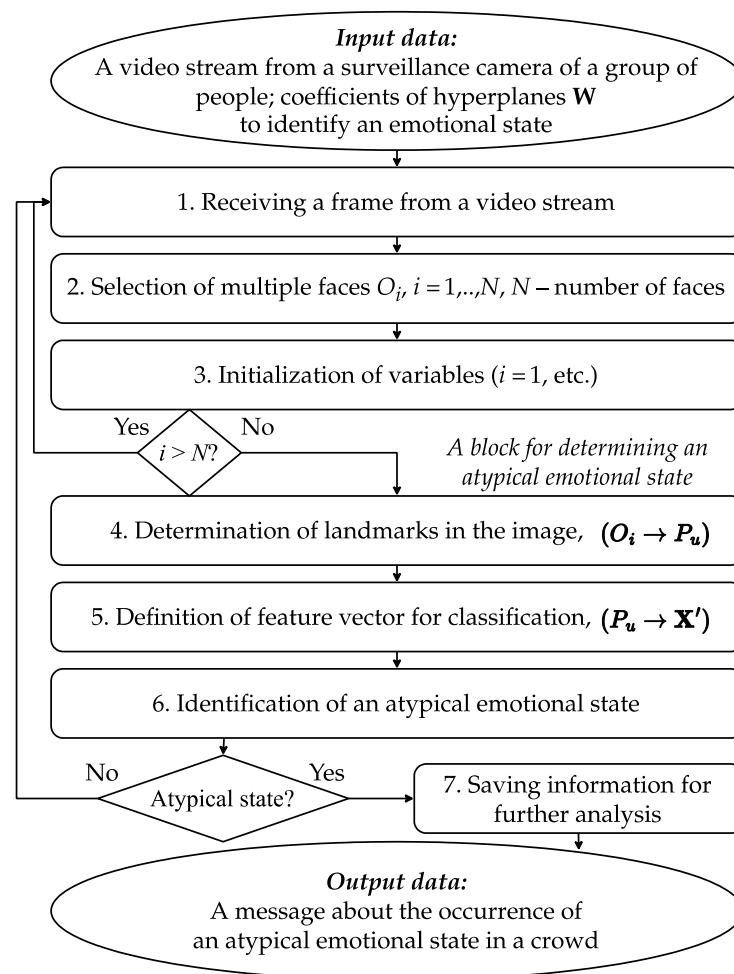 Input data:
A video stream from a surveillance camera of a group of
people; coefficients of hyperplanes W
to identify an emotional state
1. Receiving a frame from a video stream
2. Selection of multiple faces Oᵢ, i = 1,..,N, N – number of faces
3. Initialization of variables (i = 1, etc.)
Yes
No
i > N?
A block for determining an
atypical emotional state
4. Determination of landmarks in the image, (Oᵢ → Pᵤ)
5. Definition of feature vector for classification, (Pᵤ → X′)
6. Identification of an atypical emotional state
No
Yes
Atypical state?
7. Saving information for
further analysis
Output data:
A message about the occurrence of
an atypical emotional state in a crowd